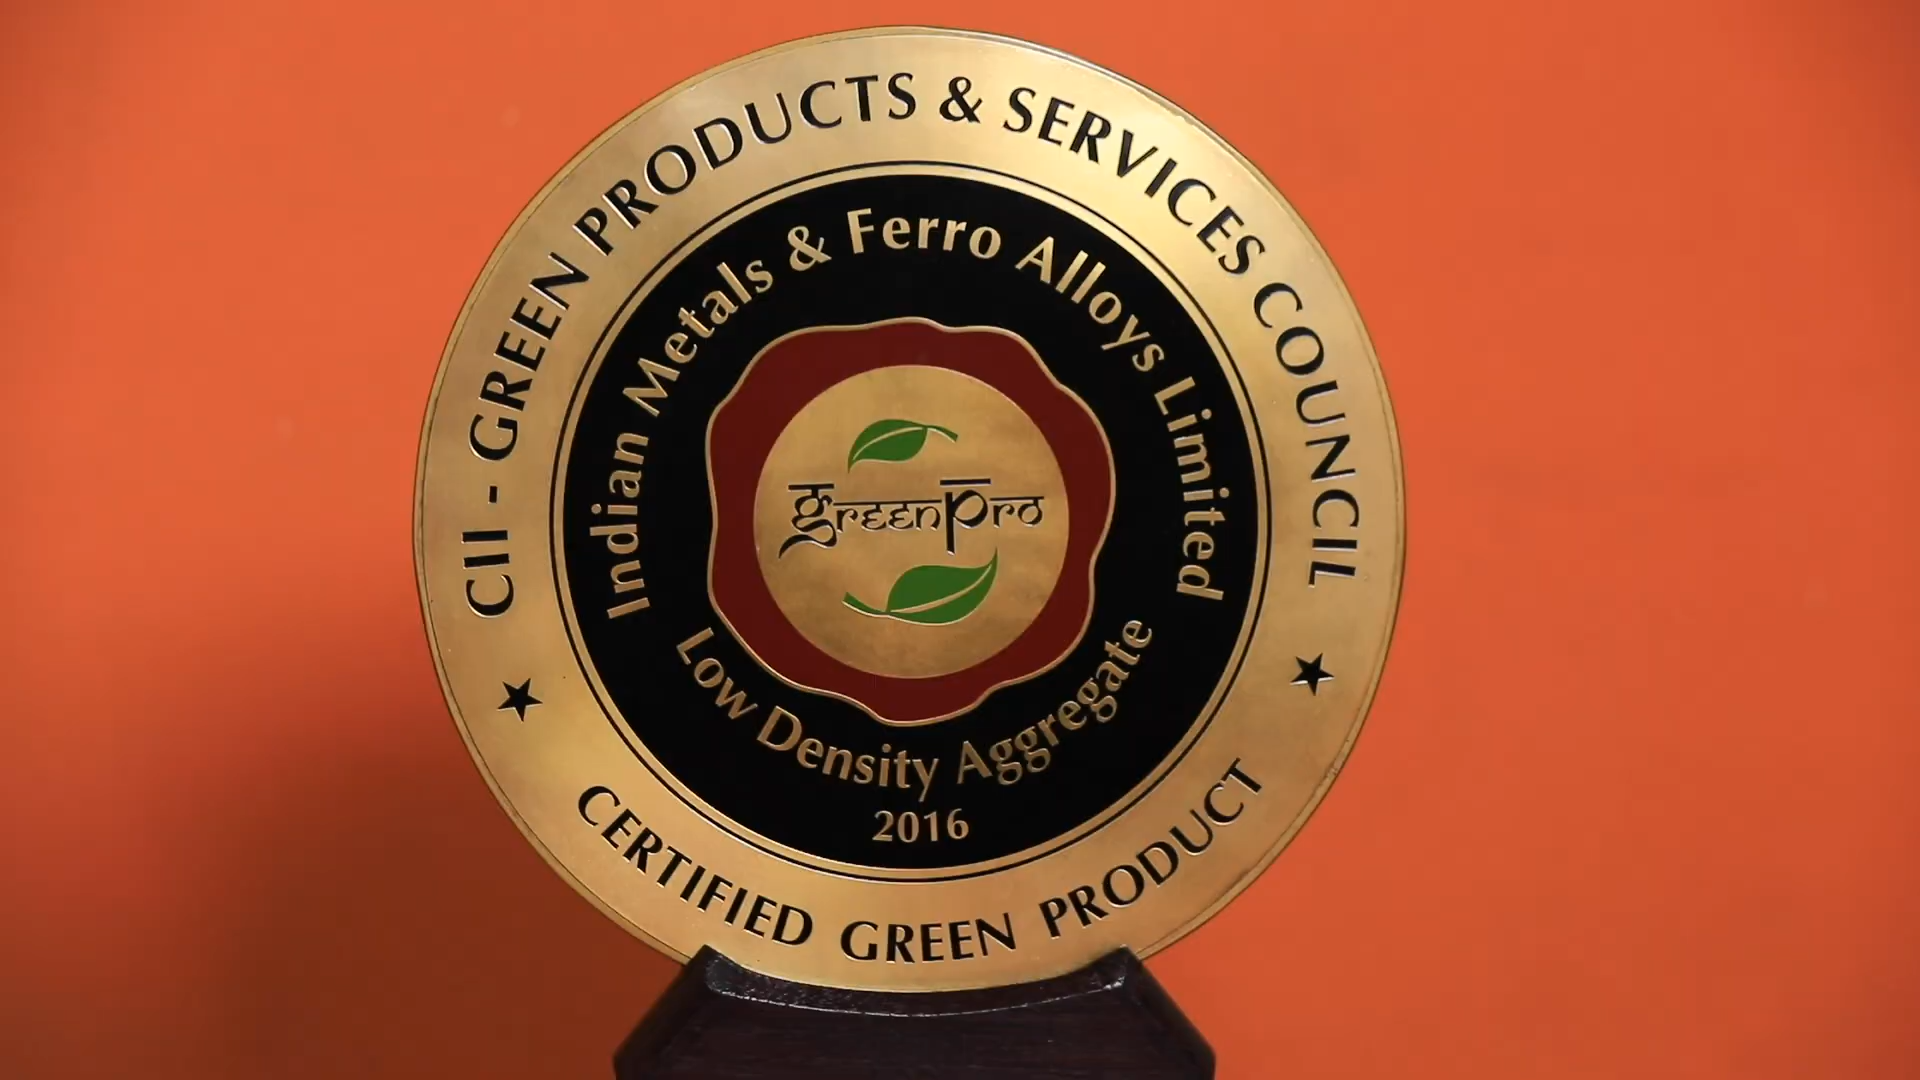 CII - GREEN PRODUCTS & SERVICES COUNCIL
Indian Metals & Ferro Alloys Limited
greenpro
Low Density Aggregate
2016
CERTIFIED GREEN PRODUCT